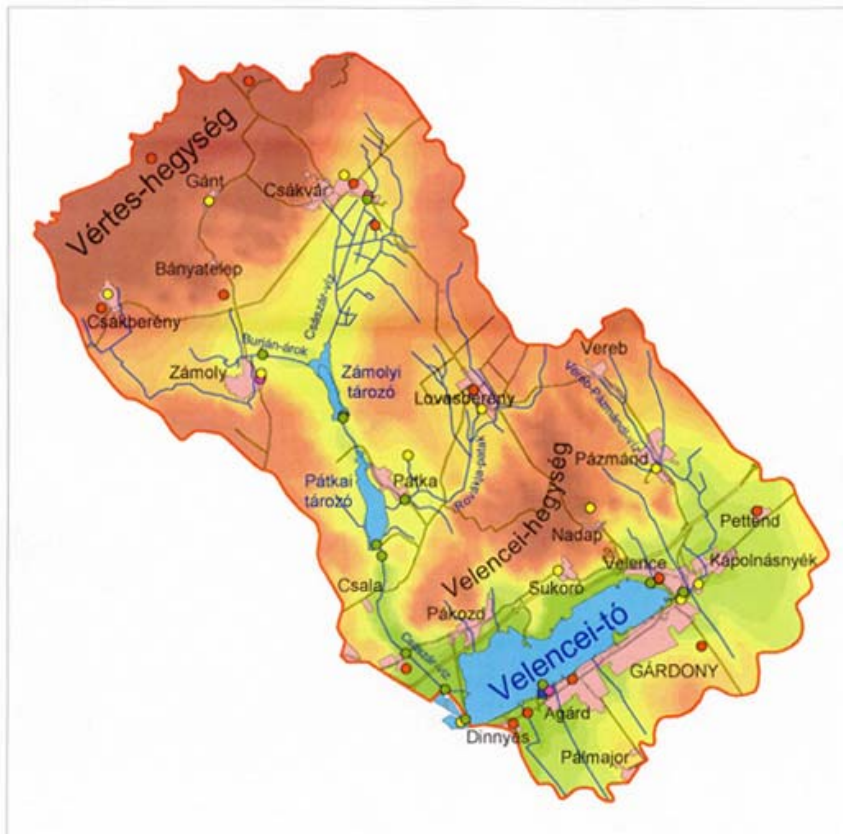 Vértes-hegység
Gánt
Csákvár
Bányatelep
Császár-víz
Csákberény
Burján-árok
Zámoly
Zámolyi
tározó
Lovasberény
Vereb
Vereb-Pázmándi-víz
Pátkai
tározó
Pátka
Rovákja-patak
Pázmánd
Velencei-hegység
Nadap
Pettend
Kápolnásnyék
Csala
Sukoró
Velence
Pákozd
Császár-víz
Velencei-tó
GÁRDONY
Agárd
Dinnyés
Pálmajor